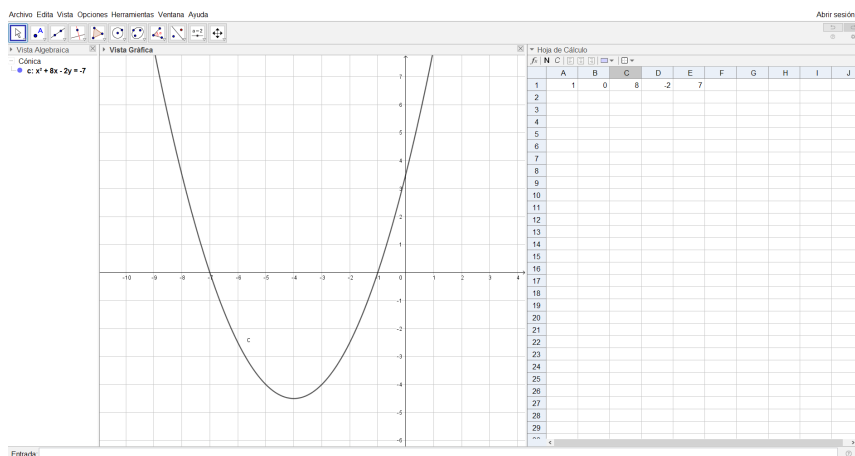 Archivo Edita Vista Opciones Herramientas Ventana Ayuda
Abrir sesión
A
a=2
Vista Algebraica
Vista Gráfica
Hoja de Cálculo
Cónica
c: x² + 8x - 2y = -7
fx N C
A B C D E F G H I J
1 1 0 8 -2 7
2
3
4
5
6
7
8
9
10
11
12
13
14
15
16
17
18
19
20
21
22
23
24
25
26
27
28
29
7
6
5
4
3
2
1
-10 -9 -8 -7 -6 -5 -4 -3 -2 -1 0 1 2 3 4
-1
-2
c
-3
-4
-5
-6
Entrada: